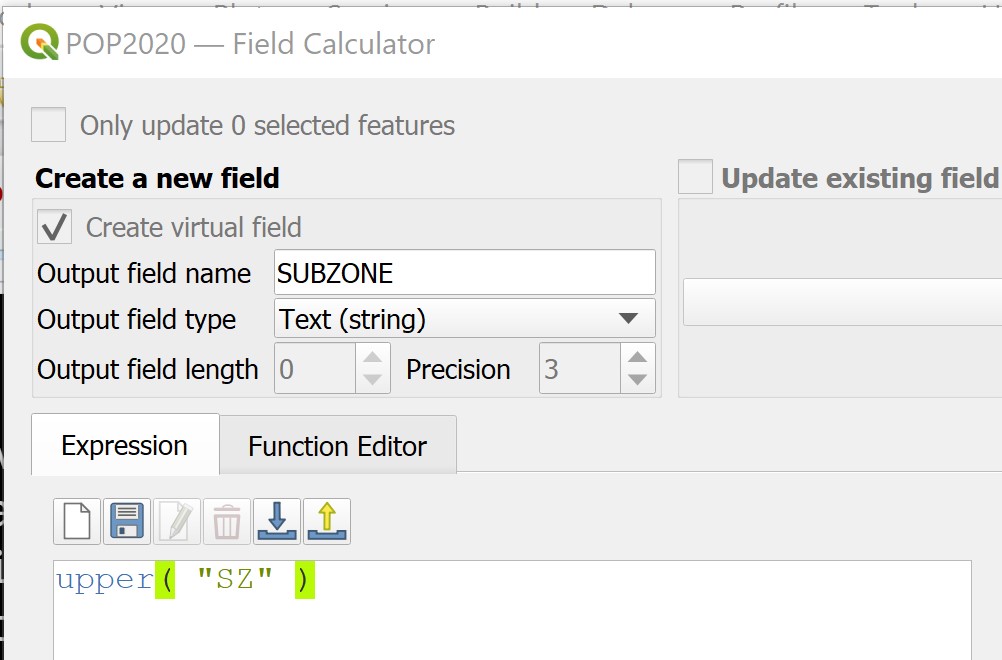 POP2020 — Field Calculator
Only update 0 selected features
Create a new field
Update existing field
Create virtual field
Output field name SUBZONE
Output field type Text (string)
Output field length 0 Precision 3
Expression Function Editor
upper( "SZ" )